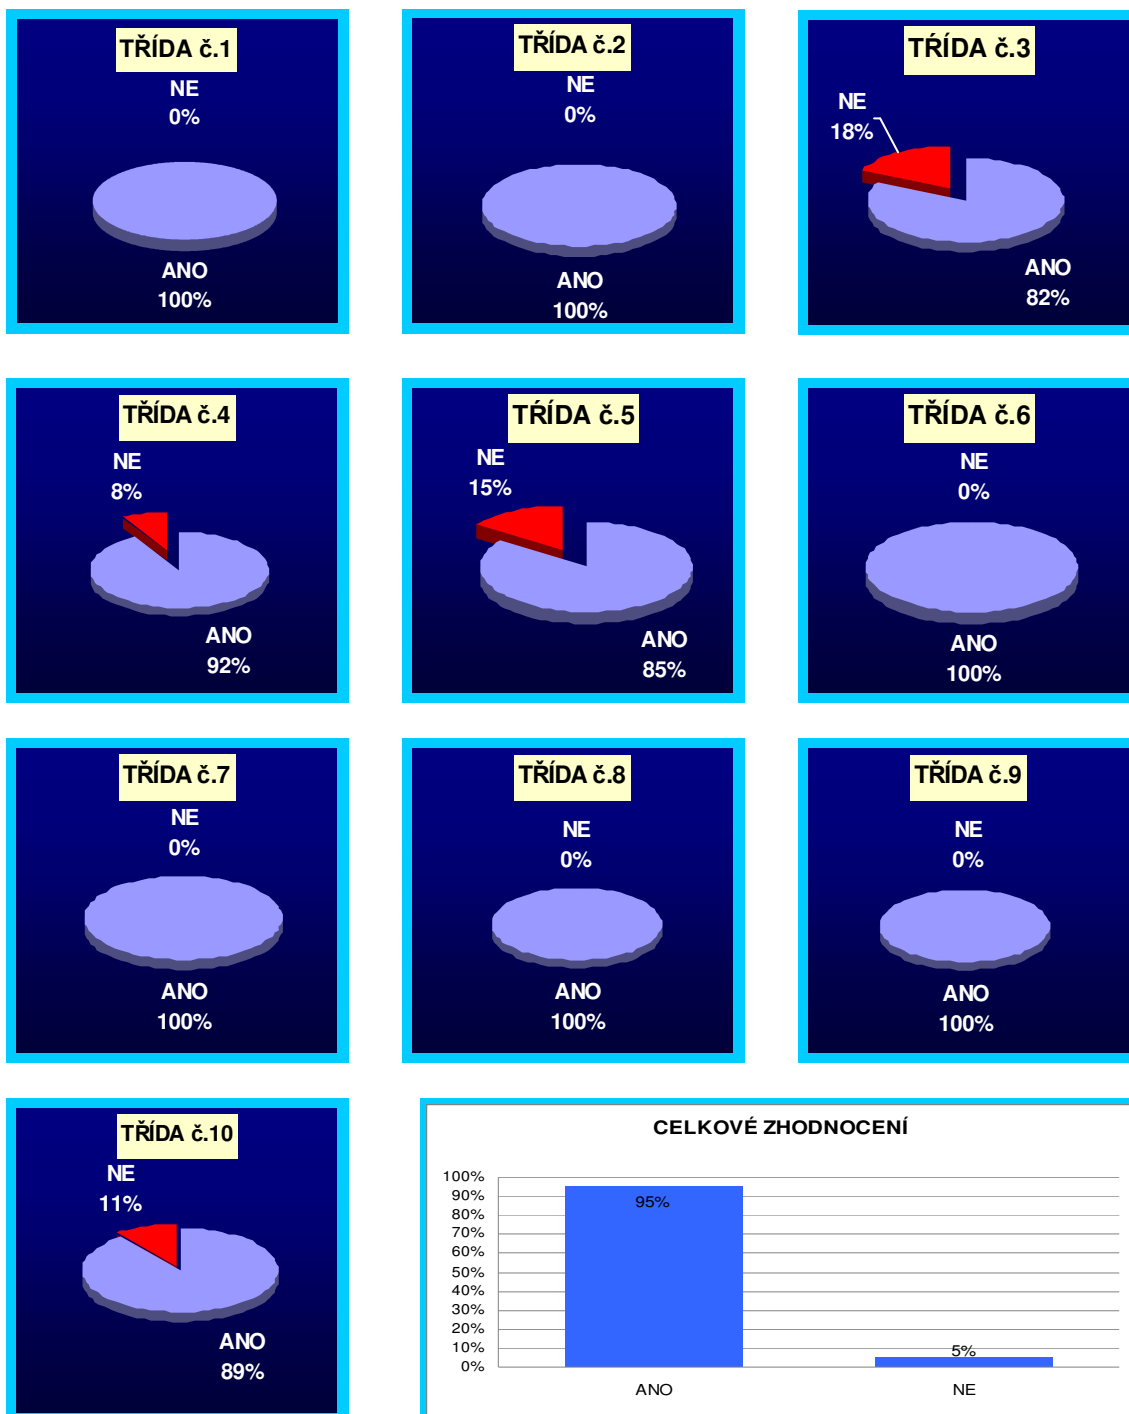 TŘÍDA č.1
NE
0%
ANO
100%
TŘÍDA č.2
NE
0%
ANO
100%
TŘÍDA č.3
NE
18%
ANO
82%
TŘÍDA č.4
NE
8%
ANO
92%
TŘÍDA č.5
NE
15%
ANO
85%
TŘÍDA č.6
NE
0%
ANO
100%
TŘÍDA č.7
NE
0%
ANO
100%
TŘÍDA č.8
NE
0%
ANO
100%
TŘÍDA č.9
NE
0%
ANO
100%
TŘÍDA č.10
NE
11%
ANO
89%
CELKOVÉ ZHODNOCENÍ
100%
90%
80%
70%
60%
50%
40%
30%
20%
10%
0%
95%
5%
ANO
NE